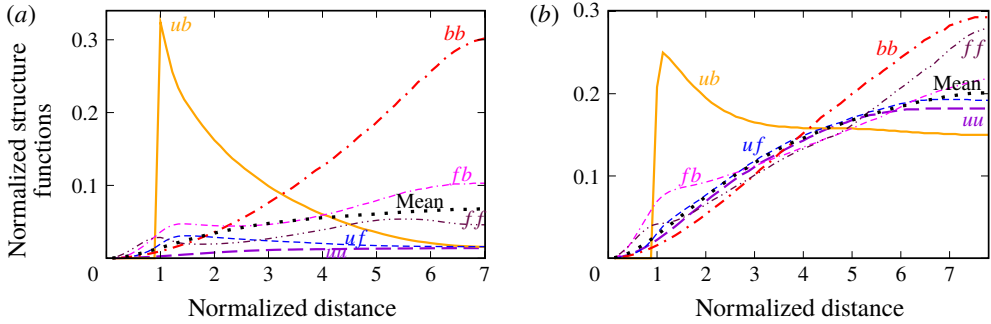 (a)
0.3
0.2
0.1
0
1
2
3
4
5
6
7
Normalized structure
functions
Normalized distance
ub
bb
fb
Mean
ff
uf
uu
(b)
0.3
0.2
0.1
0
1
2
3
4
5
6
7
Normalized distance
ub
bb
ff
Mean
uu
uf
fb